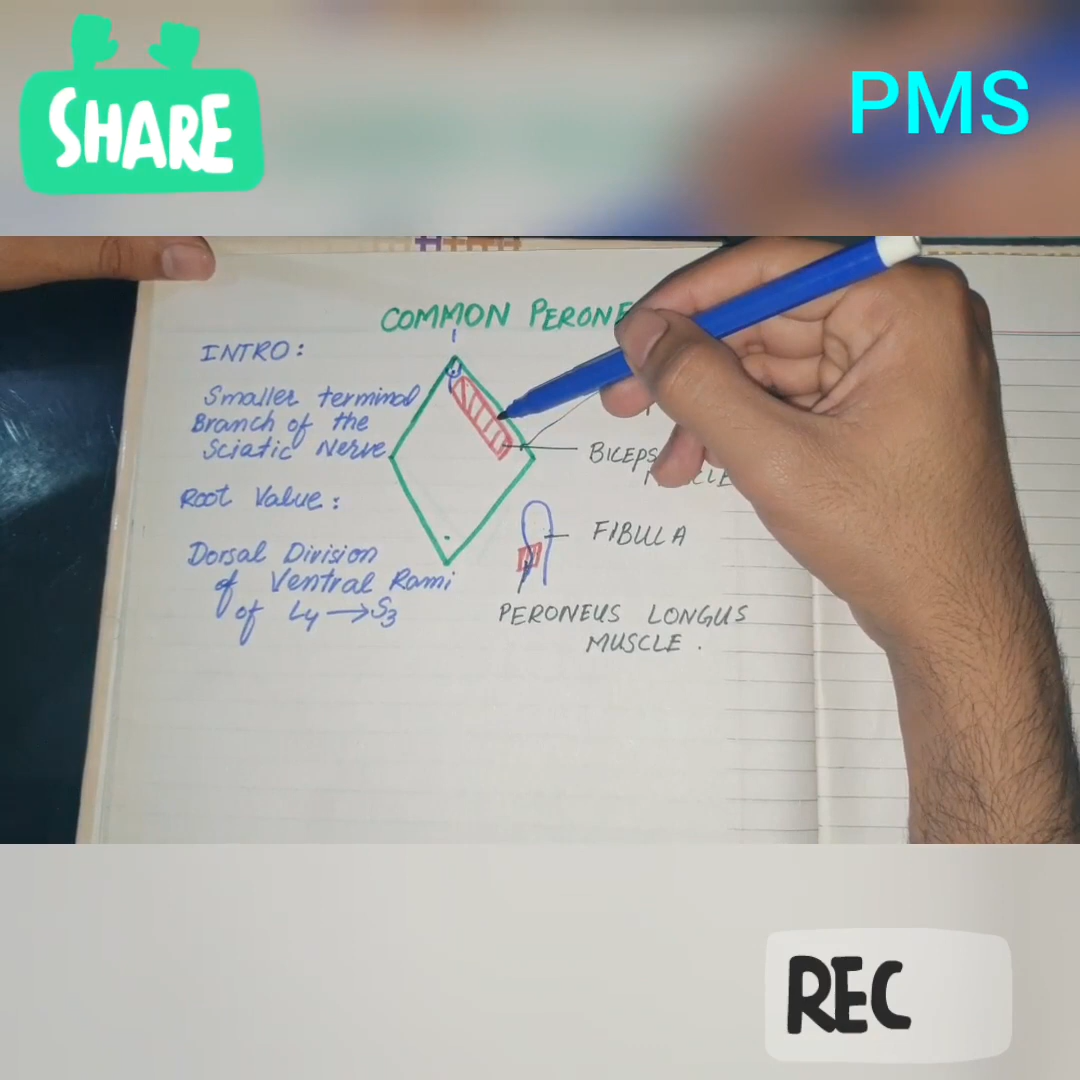 SHARE
PMS
COMMON PERONE
INTRO:
Smaller terminal
Branch of the
Sciatic Nerve
Root Value:
Dorsal Division
of Ventral Rami
of L4 → S3
BICEPS
FIBULA
PERONEUS LONGUS
MUSCLE.
REC